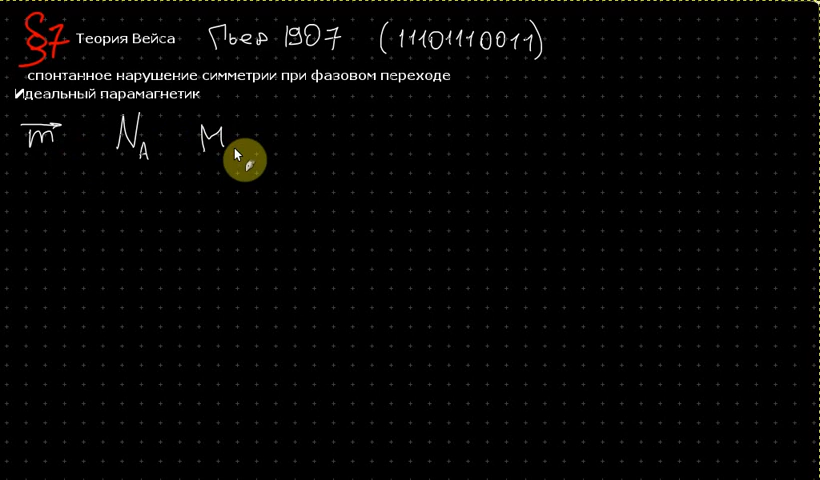 §7 Теория Вейса Пьер 1907 (11101110011)
спонтанное нарушение симметрии при фазовом переходе
Идеальный парамагнетик
m N_A M